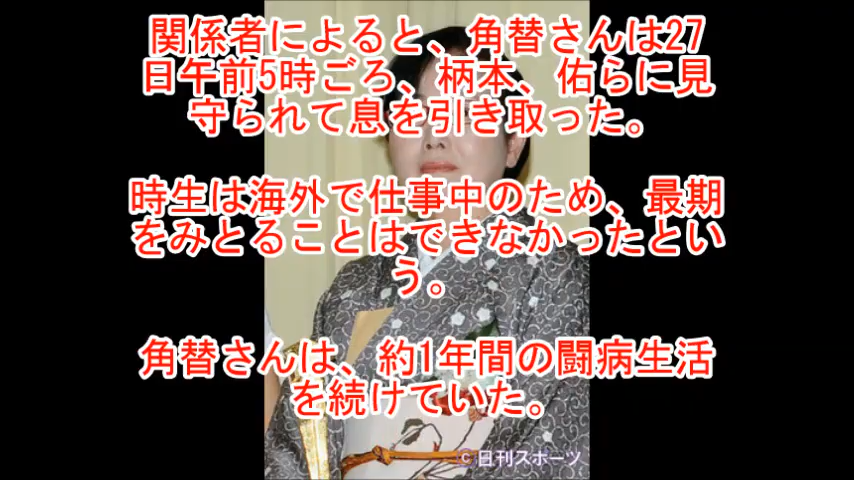 関係者によると、角替さんは27
日午前5時ごろ、柄本、佑らに見
守られて息を引き取った。
時生は海外で仕事中のため、最期
をみとることはできなかったとい
う。
角替さんは、約1年間の闘病生活
を続けていた。
©日刊スポーツ